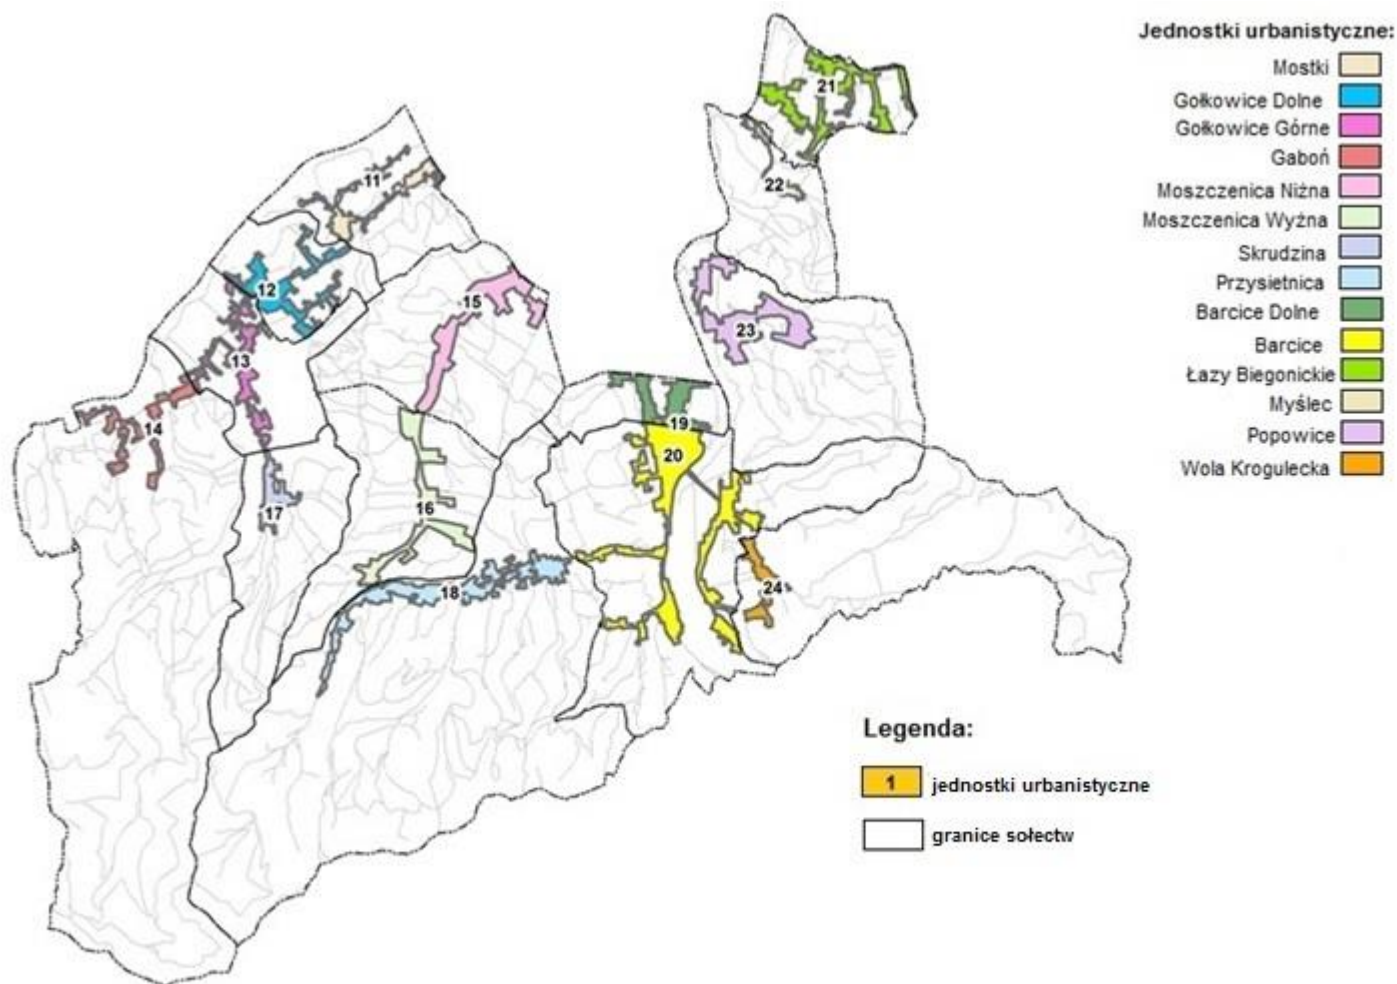 Jednostki urbanistyczne:
Mostki
Gołkowice Dolne
Gołkowice Górne
Gaboń
Moszczenica Niżna
Moszczenica Wyżna
Skrudzina
Przysietnica
Barcice Dolne
Barcice
Łazy Biegonickie
Myślec
Popowice
Wola Krogulecka
21
11
22
12
15
23
13
14
19
20
16
17
24
18
Legenda:
1 jednostki urbanistyczne
granice sołectw